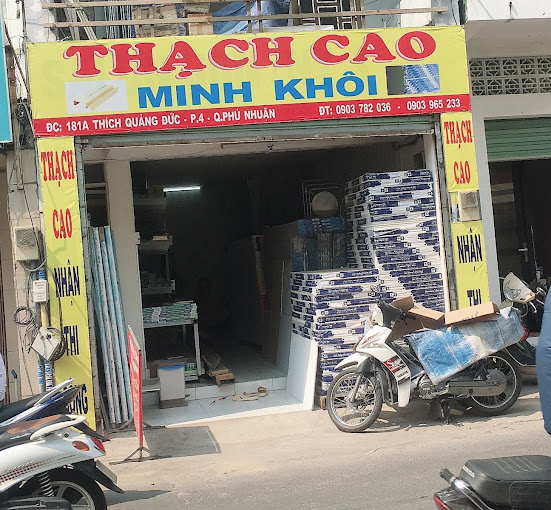 THẠCH CAO
MINH KHÔI
ĐC: 181A THÍCH QUẢNG ĐỨC - P.4 - Q.PHÚ NHUẬN
ĐT: 0903 782 036 - 0903 965 233
THẠCH
CAO
NHẬN
THI
CÔNG
THẠCH
CAO
NHẬN
THI